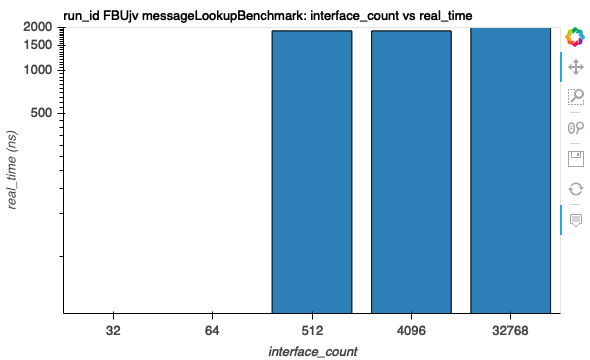 run_id FBUjv messageLookupBenchmark: interface_count vs real_time
2000
1500
1000
500
real_time (ns)
32 64 512 4096 32768
interface_count